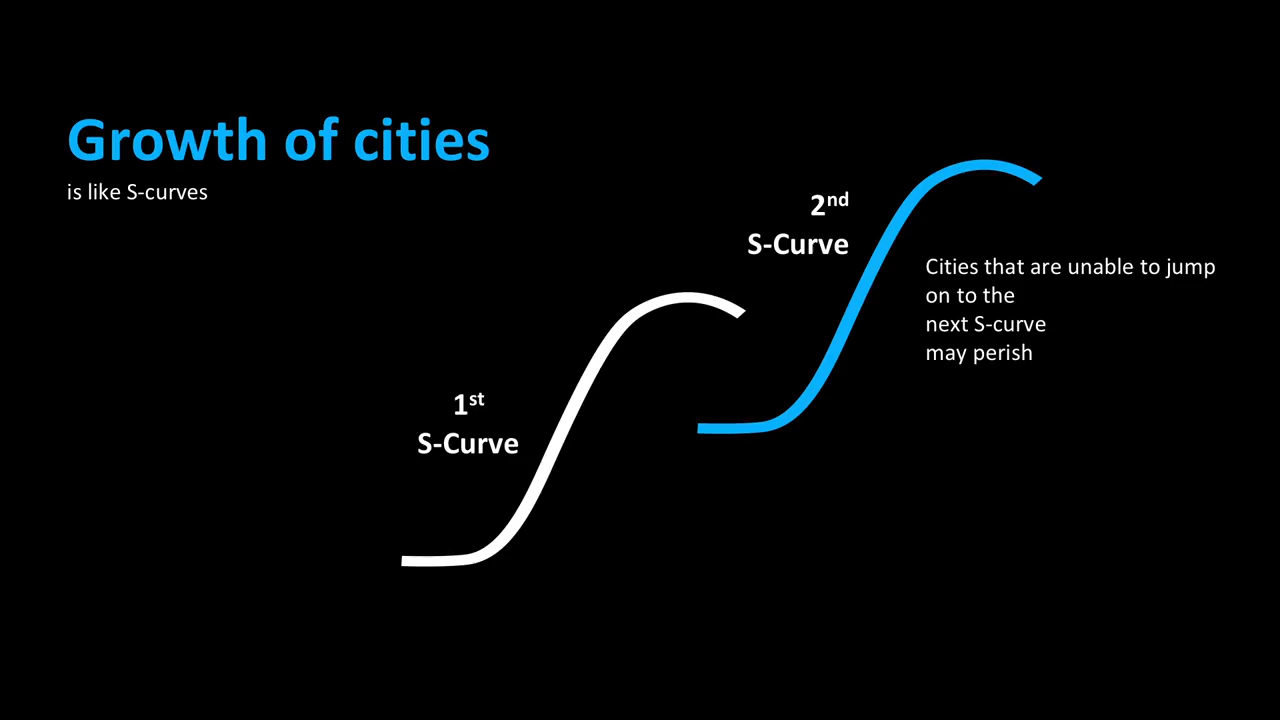 Growth of cities
is like S-curves
2nd
S-Curve
Cities that are unable to jump
on to the
next S-curve
may perish
1st
S-Curve